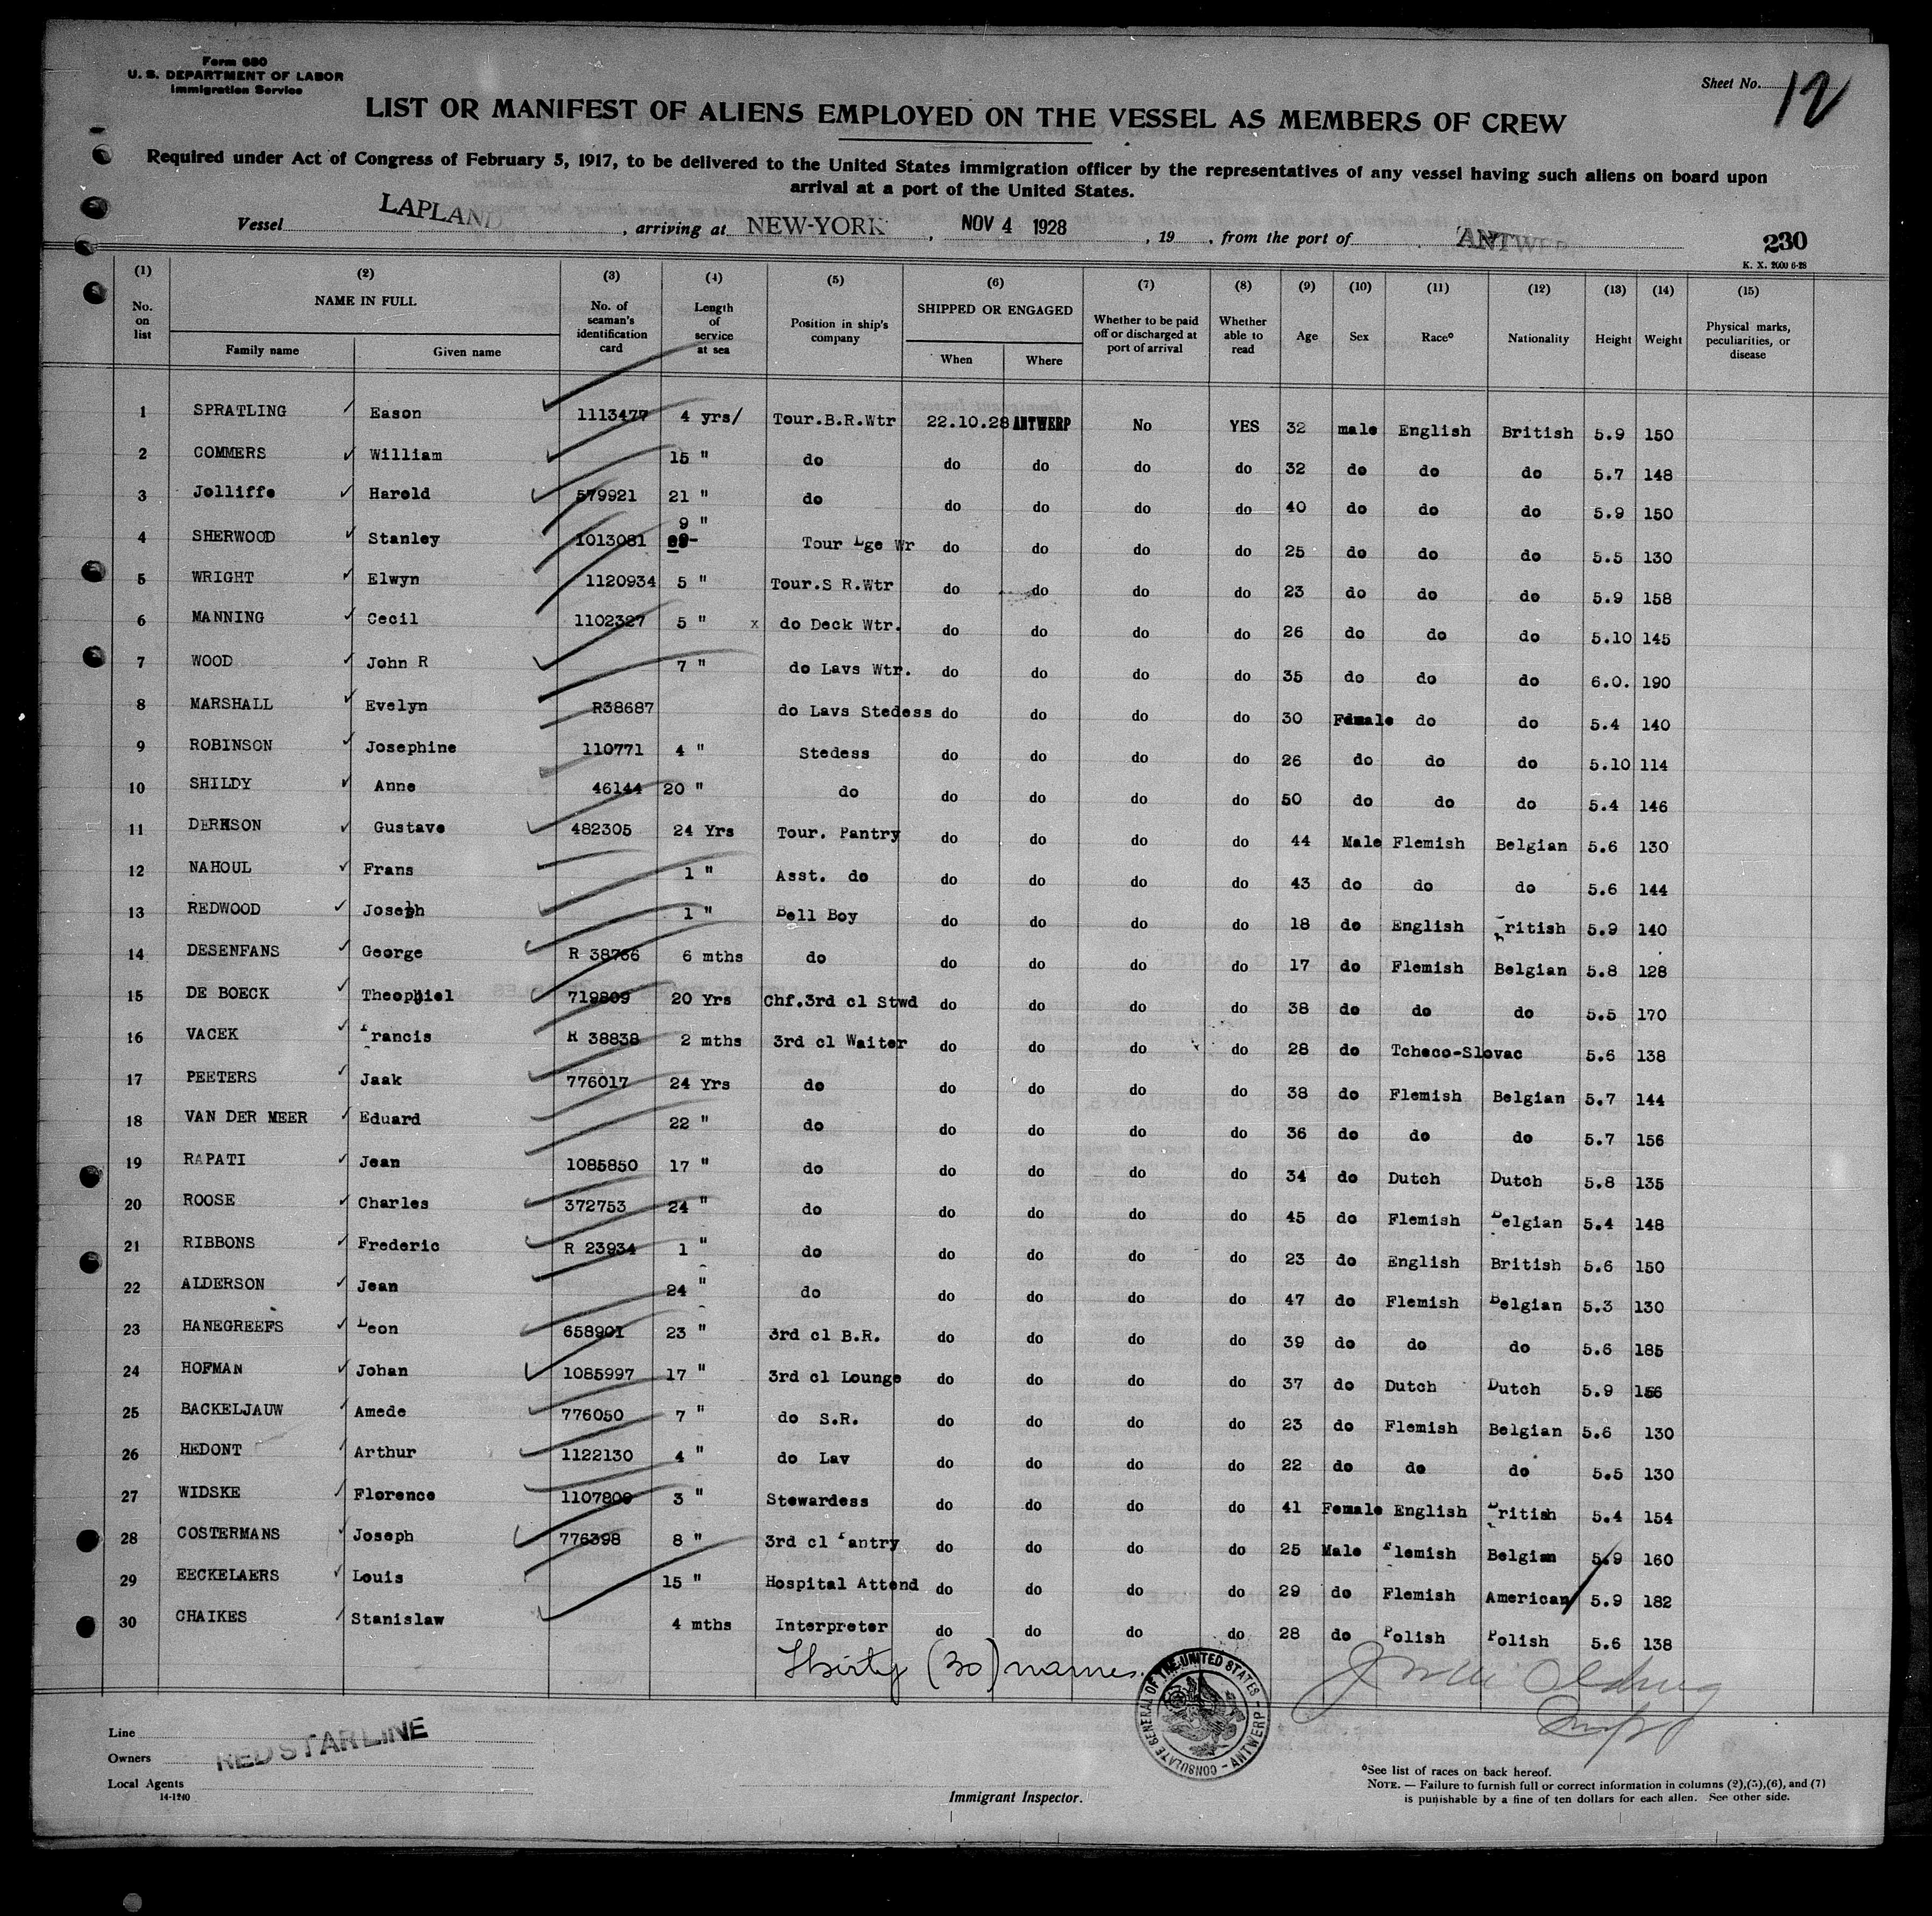 Form 680
U. S. DEPARTMENT OF LABOR
Immigration Service
Sheet No. 12
LIST OR MANIFEST OF ALIENS EMPLOYED ON THE VESSEL AS MEMBERS OF CREW
Required under Act of Congress of February 5, 1917, to be delivered to the United States immigration officer by the representatives of any vessel having such aliens on board upon
arrival at a port of the United States.
Vessel LAPLAND, arriving at NEW-YORK, NOV 4 1928, 19, from the port of ANTWER
230
K. X. 2000 6-28
(1) (2) (3) (4) (5) (6) (7) (8) (9) (10) (11) (12) (13) (14) (15)
No. on list NAME IN FULL Family name Given name No. of seaman's identification card Length of service at sea Position in ship's company SHIPPED OR ENGAGED When Where Whether to be paid off or discharged at port of arrival Whether able to read Age Sex Race° Nationality Height Weight Physical marks, peculiarities, or disease
1 SPRATLING Eason 1113477 4 yrs/ Tour.B.R.Wtr 22.10.28 ANTWERP No YES 32 male English British 5.9 150
2 COMMERS William 15 " do do do do do 32 do do do 5.7 148
3 Jolliffe Harold 579921 21 " do do do do do 40 do do do 5.9 150
4 SHERWOOD Stanley 1013081 9 " Tour Lge Wr do do do do 25 do do do 5.5 130
5 WRIGHT Elwyn 1120934 5 " Tour.S R.Wtr do do do do 23 do do do 5.9 158
6 MANNING Cecil 1102327 5 " x do Deck Wtr. do do do do 26 do do do 5.10 145
7 WOOD John R 7 " do Lavs Wtr. do do do do 35 do do do 6.0. 190
8 MARSHALL Evelyn R38687 do Lavs Stedess do do do do 30 Female do do 5.4 140
9 ROBINSON Josephine 110771 4 " Stedess do do do do 26 do do do 5.10 114
10 SHILDY Anne 46144 20 " do do do do do 50 do do do 5.4 146
11 DERKSON Gustave 482305 24 Yrs Tour. Pantry do do do do 44 Male Flemish Belgian 5.6 130
12 NAHOUL Frans 1 " Asst. do do do do do 43 do do do 5.6 144
13 REDWOOD Joseph 1 " Bell Boy do do do do 18 do English British 5.9 140
14 DESENFANS George R 38736 6 mths do do do do do 17 do Flemish Belgian 5.8 128
15 DE BOECK Theophiel 719809 20 Yrs Chf.3rd cl Stwd do do do do 38 do do do 5.5 170
16 VACEK Francis R 38838 2 mths 3rd cl Waiter do do do do 28 do Tcheco-Slovac 5.6 138
17 PEETERS Jaak 776017 24 Yrs do do do do do 38 do Flemish Belgian 5.7 144
18 VAN DER MEER Eduard 22 " do do do do do 36 do do do 5.7 156
19 RAPATI Jean 1085850 17 " do do do do do 34 do Dutch Dutch 5.8 135
20 ROOSE Charles 372753 24 " do do do do do 45 do Flemish Belgian 5.4 148
21 RIBBONS Frederic R 23934 1 " do do do do do 23 do English British 5.6 150
22 ALDERSON Jean 24 " do do do do do 47 do Flemish Belgian 5.3 130
23 HANEGREEFS Leon 658901 23 " 3rd cl B.R. do do do do 39 do do do 5.6 185
24 HOFMAN Johan 1085997 17 " 3rd cl Lounge do do do do 37 do Dutch Dutch 5.9 156
25 BACKELJAUW Amede 776050 7 " do S.R. do do do do 23 do Flemish Belgian 5.6 130
26 HEDONT Arthur 1122130 4 " do Lav do do do do 22 do do do 5.5 130
27 WIDSKE Florence 1107809 3 " Stewardess do do do do 41 Female English British 5.4 154
28 COSTERMANS Joseph 776398 8 " 3rd cl Pantry do do do do 25 Male Flemish Belgian 5.9 160
29 EECKELAERS Louis 15 " Hospital Attend do do do do 29 do Flemish American 5.9 182
30 CHAIKES Stanislaw 4 mths Interpreter do do do do 28 do Polish Polish 5.6 138
Thirty (30) names.
CONSULATE GENERAL OF THE UNITED STATES - ANTWERP -
Line
Owners RED STAR LINE
Local Agents
14-1240
Immigrant Inspector.
°See list of races on back hereof.
NOTE. — Failure to furnish full or correct information in columns (2),(5),(6), and (7)
is punishable by a fine of ten dollars for each alien. See other side.